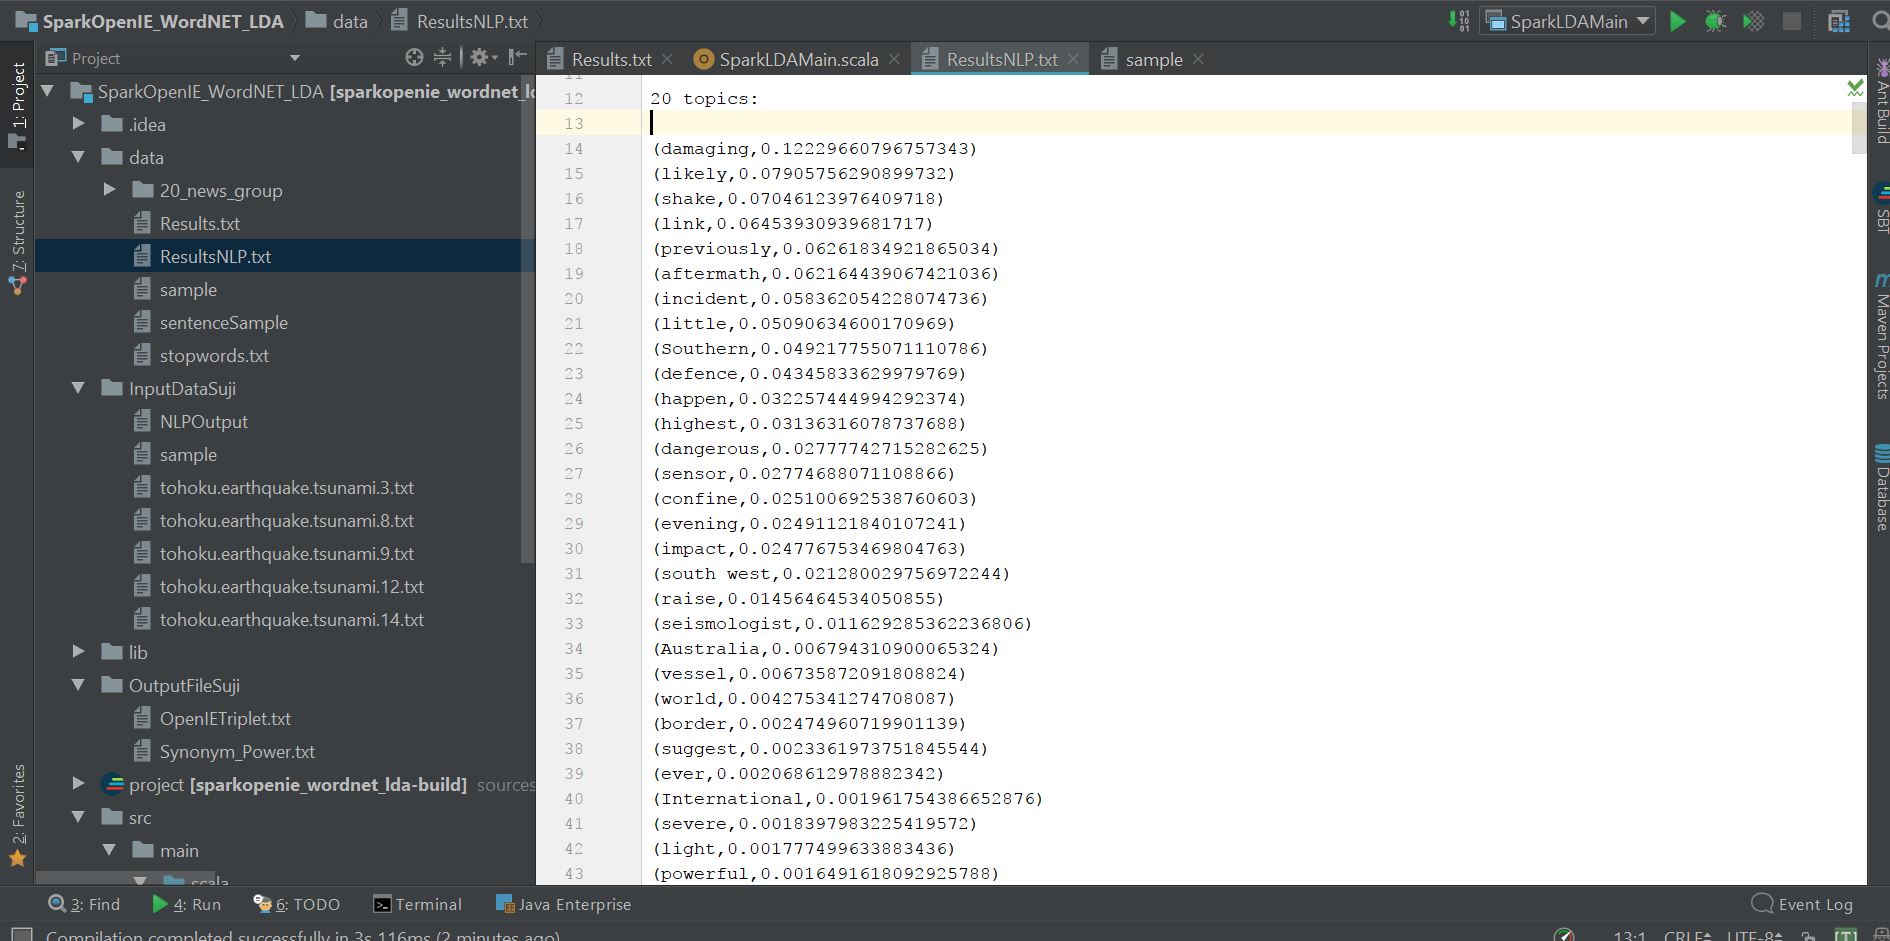 SparkOpenIE_WordNET_LDA data ResultsNLP.txt
SparkLDAMain
Project
Results.txt SparkLDAMain.scala ResultsNLP.txt sample
1: Project
7: Structure
2: Favorites
SparkOpenIE_WordNET_LDA [sparkopenie_wordnet_l
.idea
data
20_news_group
Results.txt
ResultsNLP.txt
sample
sentenceSample
stopwords.txt
InputDataSuji
NLPOutput
sample
tohoku.earthquake.tsunami.3.txt
tohoku.earthquake.tsunami.8.txt
tohoku.earthquake.tsunami.9.txt
tohoku.earthquake.tsunami.12.txt
tohoku.earthquake.tsunami.14.txt
lib
OutputFileSuji
OpenIETriplet.txt
Synonym_Power.txt
project [sparkopenie_wordnet_lda-build] sources
src
main
scala
11
12 20 topics:
13
14 (damaging,0.12229660796757343)
15 (likely,0.07905756290899732)
16 (shake,0.07046123976409718)
17 (link,0.06453930939681717)
18 (previously,0.06261834921865034)
19 (aftermath,0.062164439067421036)
20 (incident,0.058362054228074736)
21 (little,0.05090634600170969)
22 (Southern,0.04921775507111​0786)
23 (defence,0.04345833629979769)
24 (happen,0.032257444994292374)
25 (highest,0.03136316078737688)
26 (dangerous,0.02777742715282625)
27 (sensor,0.02774688071108866)
28 (confine,0.025100692538760603)
29 (evening,0.02491121840107241)
30 (impact,0.024776753469804763)
31 (south west,0.021280029756972244)
32 (raise,0.01456464534050855)
33 (seismologist,0.011629285362236806)
34 (Australia,0.006794310900065324)
35 (vessel,0.006735872091808824)
36 (world,0.004275341274708087)
37 (border,0.002474960719901139)
38 (suggest,0.0023361973751845544)
39 (ever,0.002068612978882342)
40 (International,0.001961754386652876)
41 (severe,0.0018397983225419572)
42 (light,0.0017774996338834​36)
43 (powerful,0.0016491618092925788)
Ant Build
SBT
Maven Projects
Database
3: Find 4: Run 6: TODO Terminal Java Enterprise Event Log
Compilation completed successfully in 3s 116ms (2 minutes ago) 13:1 CRLF UTF-8